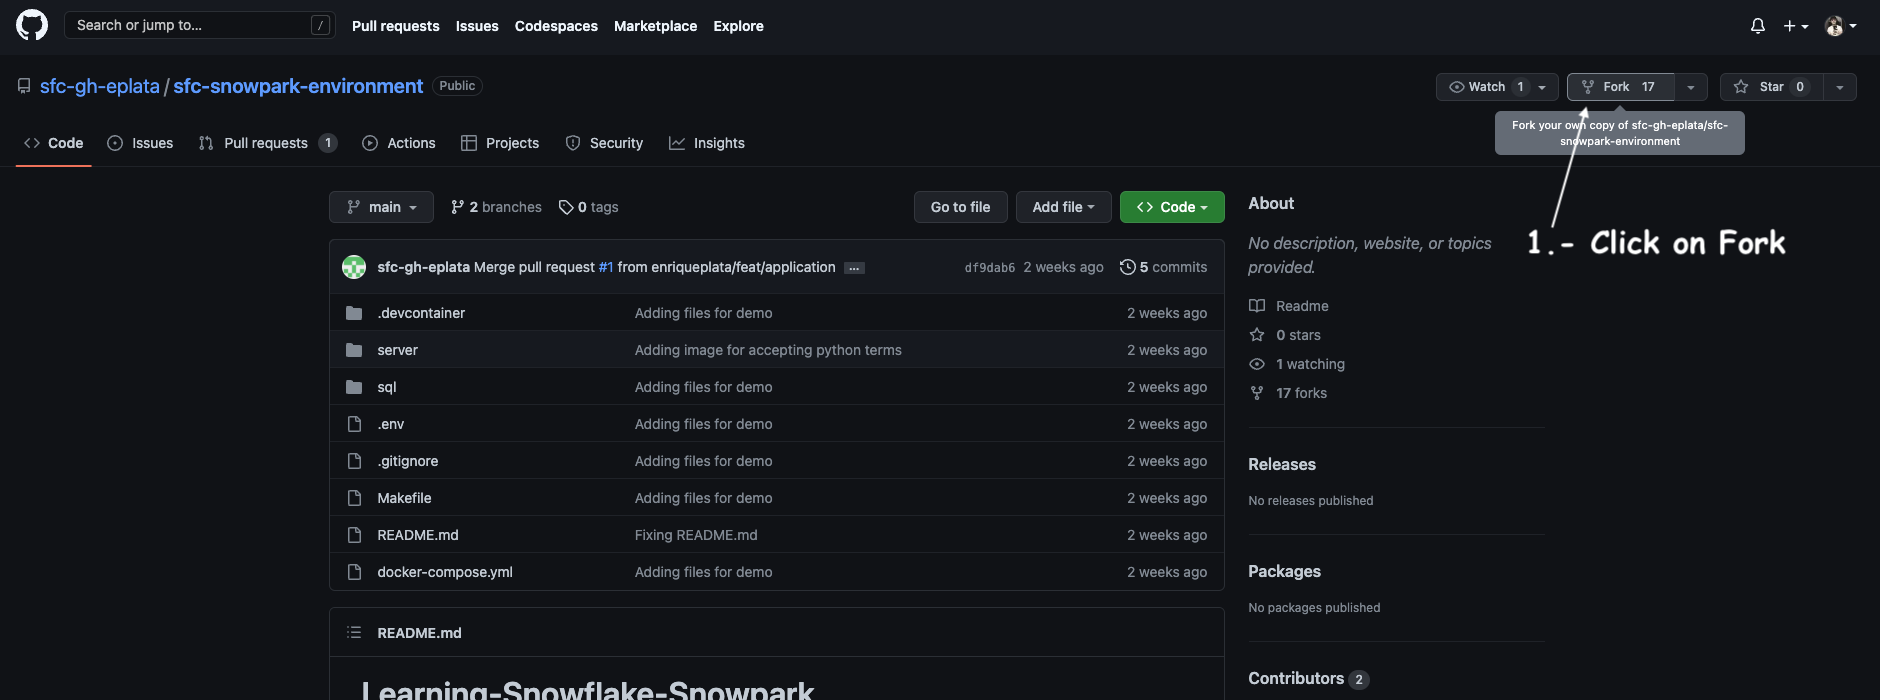 Search or jump to... /
Pull requests Issues Codespaces Marketplace Explore
sfc-gh-eplata / sfc-snowpark-environment Public
Watch 1 Fork 17 Star 0
Fork your own copy of sfc-gh-eplata/sfc-
snowpark-environment
Code Issues Pull requests 1 Actions Projects Security Insights
1.- Click on Fork
main 2 branches 0 tags Go to file Add file Code
sfc-gh-eplata Merge pull request #1 from enriqueplata/feat/application ... df9dab6 2 weeks ago 5 commits
.devcontainer Adding files for demo 2 weeks ago
server Adding image for accepting python terms 2 weeks ago
sql Adding files for demo 2 weeks ago
.env Adding files for demo 2 weeks ago
.gitignore Adding files for demo 2 weeks ago
Makefile Adding files for demo 2 weeks ago
README.md Fixing README.md 2 weeks ago
docker-compose.yml Adding files for demo 2 weeks ago
README.md
Learning-Snowflake-Snowpark
About
No description, website, or topics
provided.
Readme
0 stars
1 watching
17 forks
Releases
No releases published
Packages
No packages published
Contributors 2